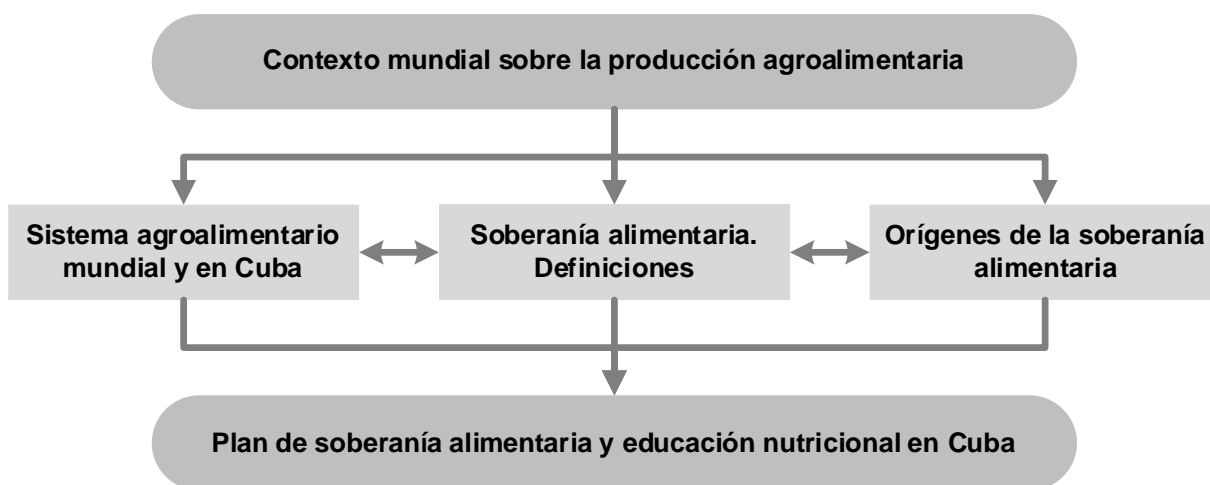 Contexto mundial sobre la producción agroalimentaria
Sistema agroalimentario
mundial y en Cuba
Soberanía alimentaria.
Definiciones
Orígenes de la soberanía
alimentaria
Plan de soberanía alimentaria y educación nutricional en Cuba